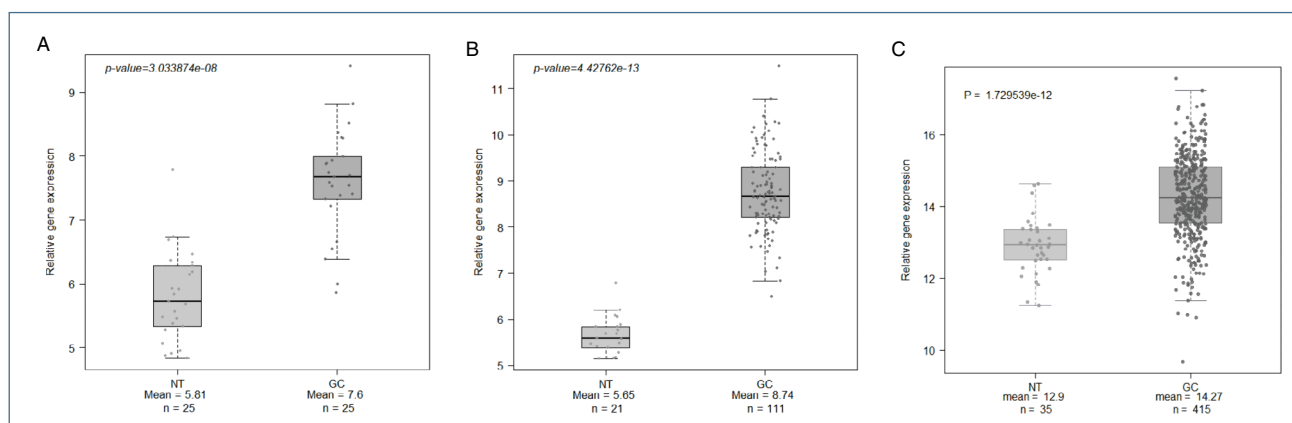 A
p-value=3.033874e-08
Relative gene expression
9
8
7
6
5
NT
Mean = 5.81
n = 25
GC
Mean = 7.6
n = 25
B
p-value=4.42762e-13
Relative gene expression
11
10
9
8
7
6
5
NT
Mean = 5.65
n = 21
GC
Mean = 8.74
n = 111
C
P = 1.729539e-12
Relative gene expression
16
14
12
10
NT
mean = 12.9
n = 35
GC
mean = 14.27
n = 415